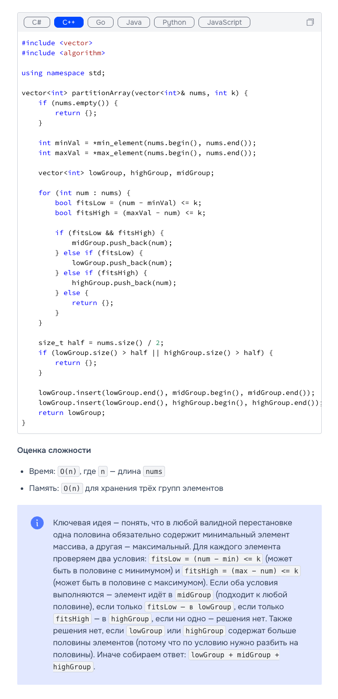 C# C++ Go Java Python JavaScript
#include <vector>
#include <algorithm>
using namespace std;
vector<int> partitionArray(vector<int>& nums, int k) {
    if (nums.empty()) {
        return {};
    }
    int minVal = *min_element(nums.begin(), nums.end());
    int maxVal = *max_element(nums.begin(), nums.end());
    vector<int> lowGroup, highGroup, midGroup;
    for (int num : nums) {
        bool fitsLow = (num - minVal) <= k;
        bool fitsHigh = (maxVal - num) <= k;
        if (fitsLow && fitsHigh) {
            midGroup.push_back(num);
        } else if (fitsLow) {
            lowGroup.push_back(num);
        } else if (fitsHigh) {
            highGroup.push_back(num);
        } else {
            return {};
        }
    }
    size_t half = nums.size() / 2;
    if (lowGroup.size() > half || highGroup.size() > half) {
        return {};
    }
    lowGroup.insert(lowGroup.end(), midGroup.begin(), midGroup.end());
    lowGroup.insert(lowGroup.end(), highGroup.begin(), highGroup.end());
    return lowGroup;
}
Оценка сложности
• Время: O(n), где n — длина nums
• Память: O(n) для хранения трёх групп элементов
Ключевая идея — понять, что в любой валидной перестановке
одна половина обязательно содержит минимальный элемент
массива, а другая — максимальный. Для каждого элемента
проверяем два условия: fitsLow = (num − min) <= k (может
быть в половине с минимумом) и fitsHigh = (max − num) <= k
(может быть в половине с максимумом). Если оба условия
выполняются — элемент идёт в midGroup (подходит к любой
половине), если только fitsLow — в lowGroup, если только
fitsHigh — в highGroup, если ни одно — решения нет. Также
решения нет, если lowGroup или highGroup содержат больше
половины элементов (потому что по условию нужно разбить на
половины). Иначе собираем ответ: lowGroup + midGroup +
highGroup.